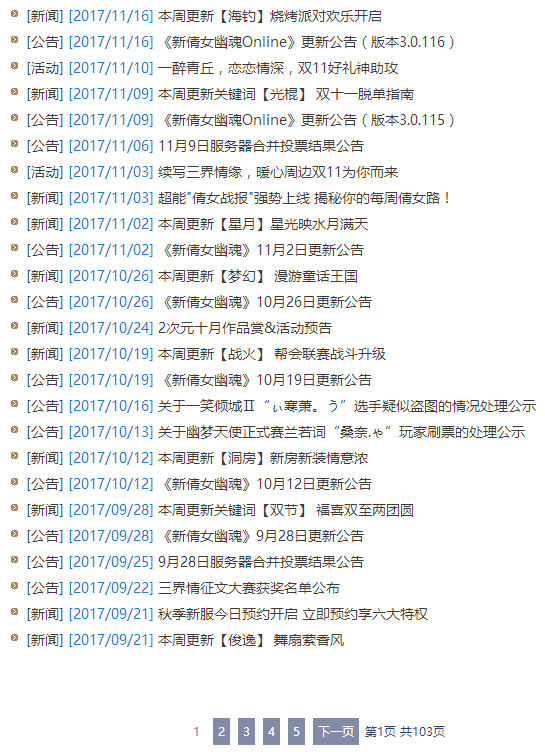 [新闻] [2017/11/16] 本周更新【海钓】烧烤派对欢乐开启
[公告] [2017/11/16] 《新倩女幽魂Online》更新公告（版本3.0.116）
[活动] [2017/11/10] 一醉青丘，恋恋情深，双11好礼神助攻
[新闻] [2017/11/09] 本周更新关键词【光棍】 双十一脱单指南
[公告] [2017/11/09] 《新倩女幽魂Online》更新公告（版本3.0.115）
[公告] [2017/11/06] 11月9日服务器合并投票结果公告
[活动] [2017/11/03] 续写三界情缘，暖心周边双11为你而来
[新闻] [2017/11/03] 超能"倩女战报"强势上线 揭秘你的每周倩女路！
[新闻] [2017/11/02] 本周更新【星月】星光映水月满天
[公告] [2017/11/02] 《新倩女幽魂》11月2日更新公告
[新闻] [2017/10/26] 本周更新【梦幻】 漫游童话王国
[公告] [2017/10/26] 《新倩女幽魂》10月26日更新公告
[新闻] [2017/10/24] 2次元十月作品赏&活动预告
[新闻] [2017/10/19] 本周更新【战火】 帮会联赛战斗升级
[公告] [2017/10/19] 《新倩女幽魂》10月19日更新公告
[公告] [2017/10/16] 关于一笑倾城Ⅱ“ぃ寒萧。う”选手疑似盗图的情况处理公示
[公告] [2017/10/13] 关于幽梦天使正式赛兰若词“桑奈.ゃ”玩家刷票的处理公示
[新闻] [2017/10/12] 本周更新【洞房】新房新装情意浓
[公告] [2017/10/12] 《新倩女幽魂》10月12日更新公告
[新闻] [2017/09/28] 本周更新关键词【双节】 福喜双至两团圆
[公告] [2017/09/28] 《新倩女幽魂》9月28日更新公告
[公告] [2017/09/25] 9月28日服务器合并投票结果公告
[公告] [2017/09/22] 三界情征文大赛获奖名单公布
[新闻] [2017/09/21] 秋季新服今日预约开启 立即预约享六大特权
[新闻] [2017/09/21] 本周更新【俊逸】 舞扇萦香风
1 2 3 4 5 下一页 第1页 共103页